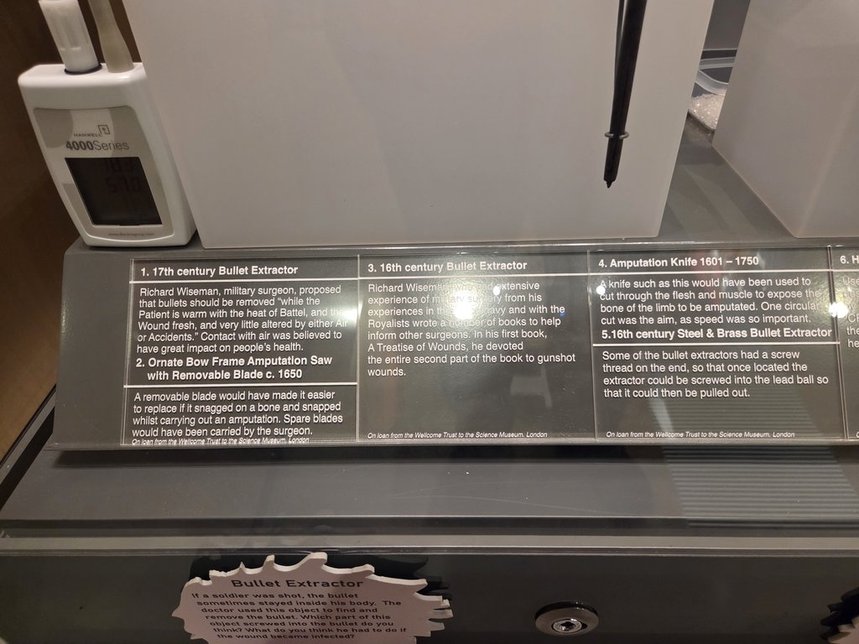 HANWELL
4000Series
1. 17th century Bullet Extractor
Richard Wiseman, military surgeon, proposed
that bullets should be removed "while the
Patient is warm with the heat of Battel, and the
Wound fresh, and very little altered by either Air
or Accidents." Contact with air was believed to
have great impact on people's health.
2. Ornate Bow Frame Amputation Saw
with Removable Blade c. 1650
A removable blade would have made it easier
to replace if it snagged on a bone and snapped
whilst carrying out an amputation. Spare blades
would have been carried by the surgeon.
On loan from the Wellcome Trust to the Science Museum, London
3. 16th century Bullet Extractor
Richard Wiseman, extensive
experience of military surgery from his
experiences in the navy and with the
Royalists wrote a number of books to help
inform other surgeons. In his first book,
A Treatise of Wounds, he devoted
the entire second part of the book to gunshot
wounds.
On loan from the Wellcome Trust to the Science Museum, London
4. Amputation Knife 1601 – 1750
A knife such as this would have been used to
cut through the flesh and muscle to expose the
bone of the limb to be amputated. One circular
cut was the aim, as speed was so important.
5.16th century Steel & Brass Bullet Extractor
Some of the bullet extractors had a screw
thread on the end, so that once located the
extractor could be screwed into the lead ball so
that it could then be pulled out.
On loan from the Wellcome Trust to the Science Museum, London
6. H
Bullet Extractor
If a soldier was shot, the bullet
sometimes stayed inside his body. The
doctor used this object to find and
remove the bullet. Which part of this
object screwed into the bullet do you
think? What do you think he had to do if
the wound became infected?